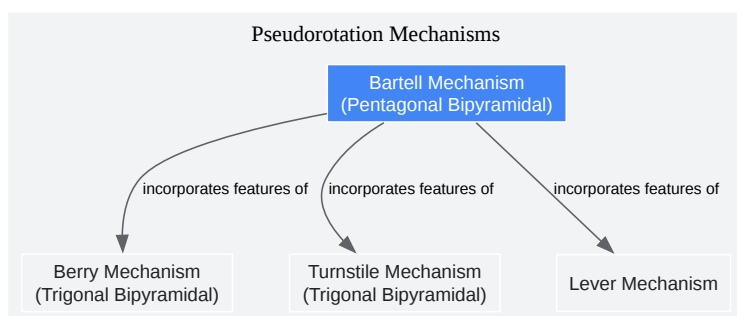 Pseudorotation Mechanisms
Bartell Mechanism
(Pentagonal Bipyramidal)
incorporates features of
incorporates features of
incorporates features of
Berry Mechanism
(Trigonal Bipyramidal)
Turnstile Mechanism
(Trigonal Bipyramidal)
Lever Mechanism